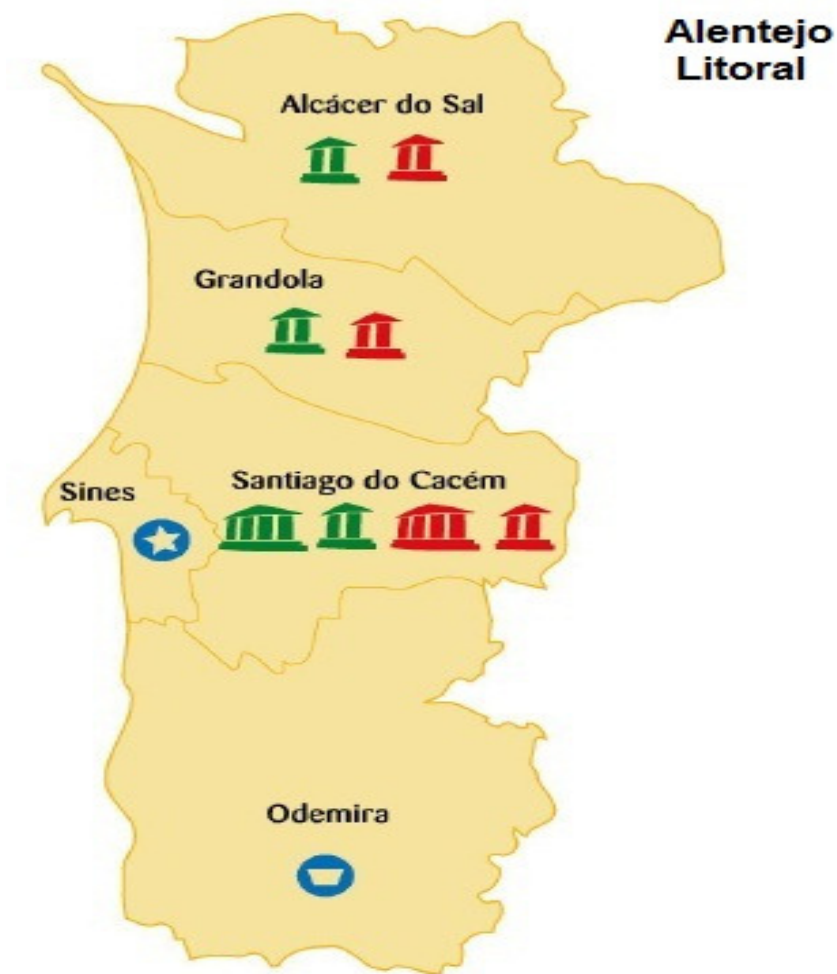 Alentejo
Litoral
Alcácer do Sal
Grandola
Santiago do Cacém
Sines
Odemira